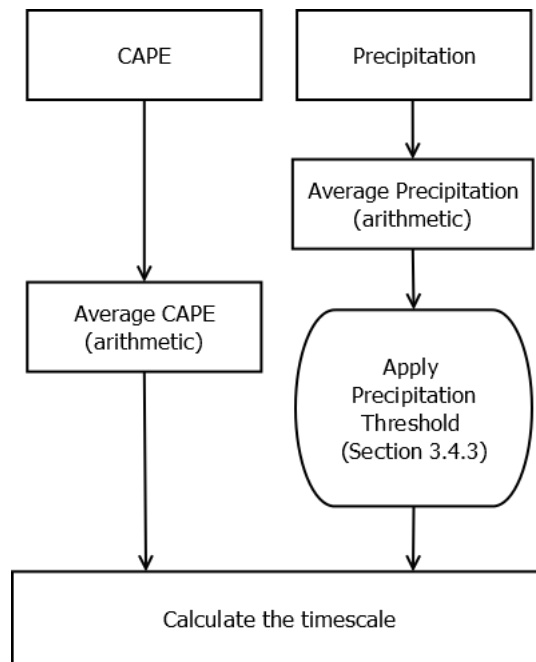 CAPE
Precipitation
Average Precipitation
(arithmetic)
Average CAPE
(arithmetic)
Apply
Precipitation
Threshold
(Section 3.4.3)
Calculate the timescale